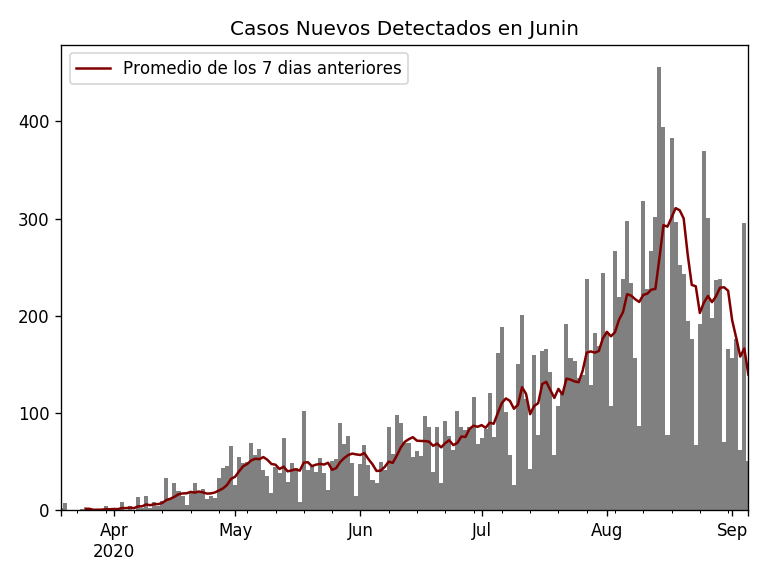 Casos Nuevos Detectados en Junin
Promedio de los 7 dias anteriores
400
300
200
100
0
Apr
2020
May
Jun
Jul
Aug
Sep